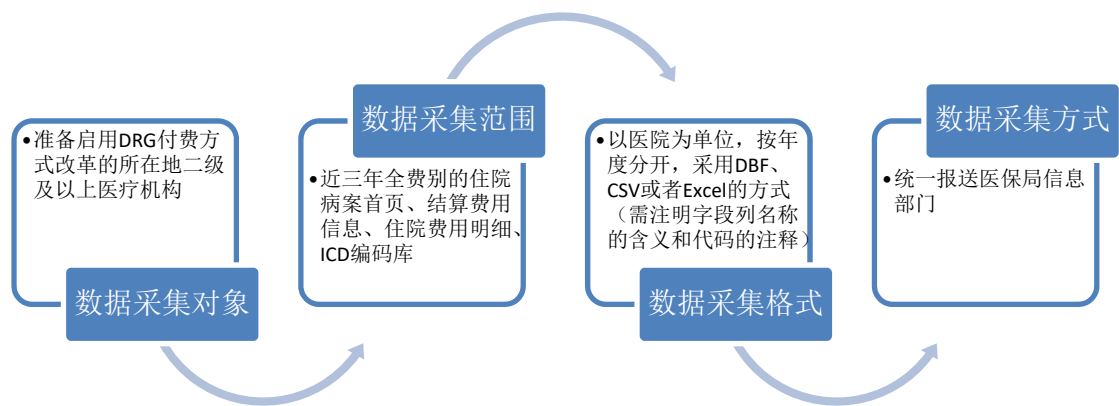 •准备启用DRG付费方
式改革的所在地二级
及以上医疗机构
数据采集对象
数据采集范围
•近三年全费别的住院
病案首页、结算费用
信息、住院费用明细、
ICD编码库
•以医院为单位，按年
度分开，采用DBF、
CSV或者Excel的方式
（需注明字段列名称
的含义和代码的注释）
数据采集格式
数据采集方式
•统一报送医保局信息
部门